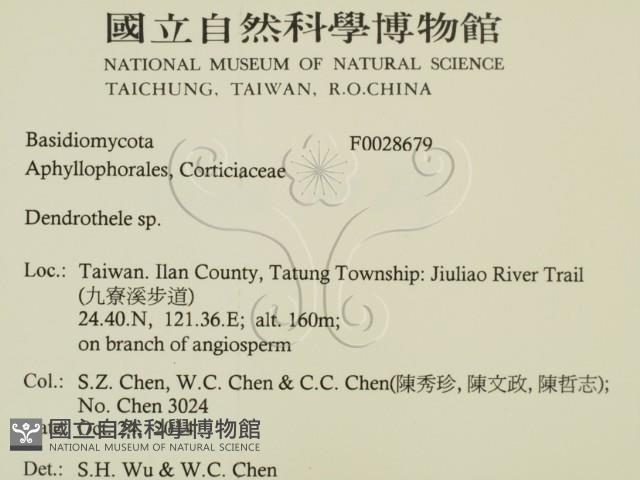 國立自然科學博物館
NATIONAL MUSEUM OF NATURAL SCIENCE
TAICHUNG, TAIWAN, R.O.CHINA
Basidiomycota F0028679
Aphyllophorales, Corticiaceae
Dendrothele sp.
Loc.: Taiwan. Ilan County, Tatung Township: Jiuliao River Trail
(九寮溪步道)
24.40.N, 121.36.E; alt. 160m;
on branch of angiosperm
Col.: S.Z. Chen, W.C. Chen & C.C. Chen(陳秀珍, 陳文政, 陳哲志);
No. Chen 3024
國立自然科學博物館
NATIONAL MUSEUM OF NATURAL SCIENCE
Det.: S.H. Wu & W.C. Chen